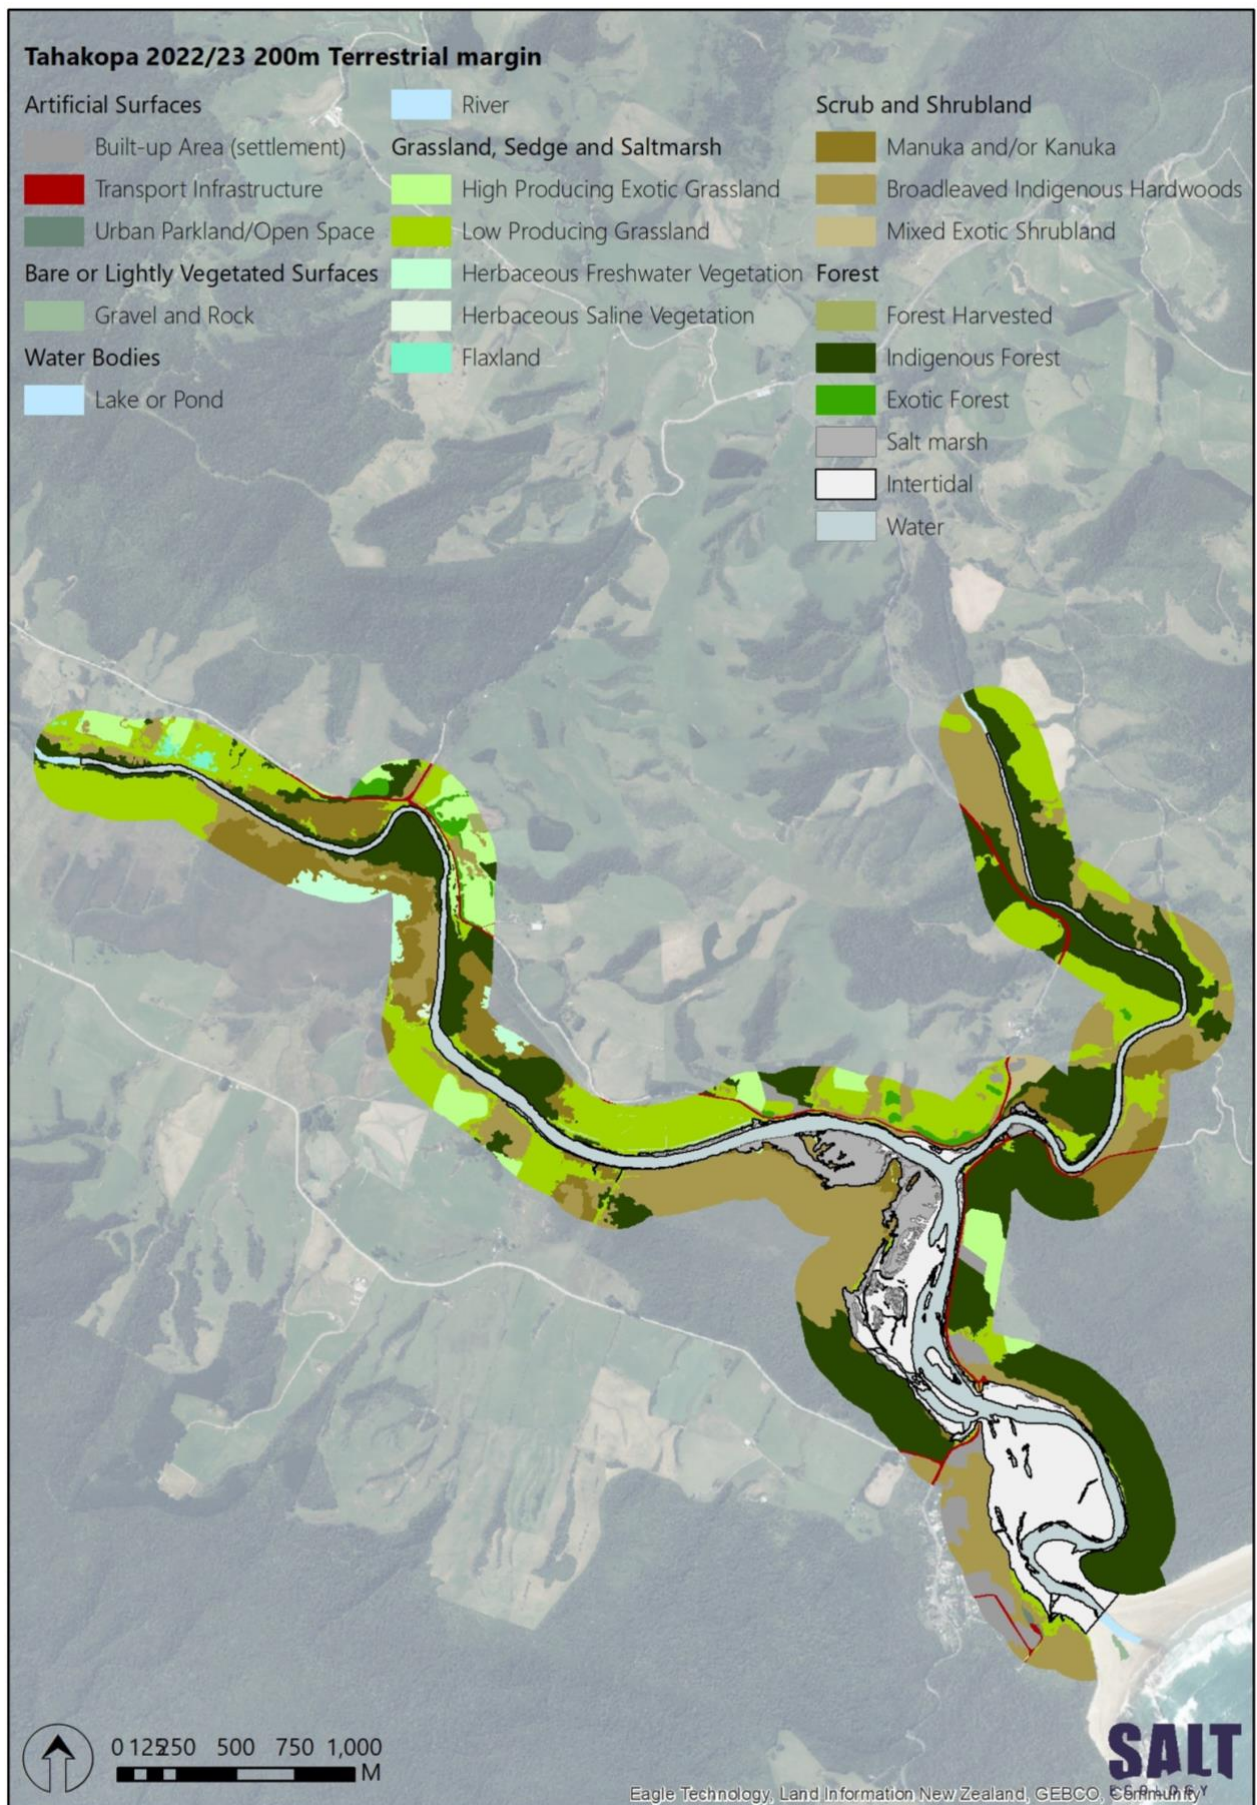 Tahakopa 2022/23 200m Terrestrial margin
Artificial Surfaces
Built-up Area (settlement)
Transport Infrastructure
Urban Parkland/Open Space
Bare or Lightly Vegetated Surfaces
Gravel and Rock
Water Bodies
Lake or Pond
River
Grassland, Sedge and Saltmarsh
High Producing Exotic Grassland
Low Producing Grassland
Herbaceous Freshwater Vegetation
Herbaceous Saline Vegetation
Flaxland
Scrub and Shrubland
Manuka and/or Kanuka
Broadleaved Indigenous Hardwoods
Mixed Exotic Shrubland
Forest
Forest Harvested
Indigenous Forest
Exotic Forest
Salt marsh
Intertidal
Water
0 125 250 500 750 1,000
M
SALT
ECOLOGY
Eagle Technology, Land Information New Zealand, GEBCO, Community